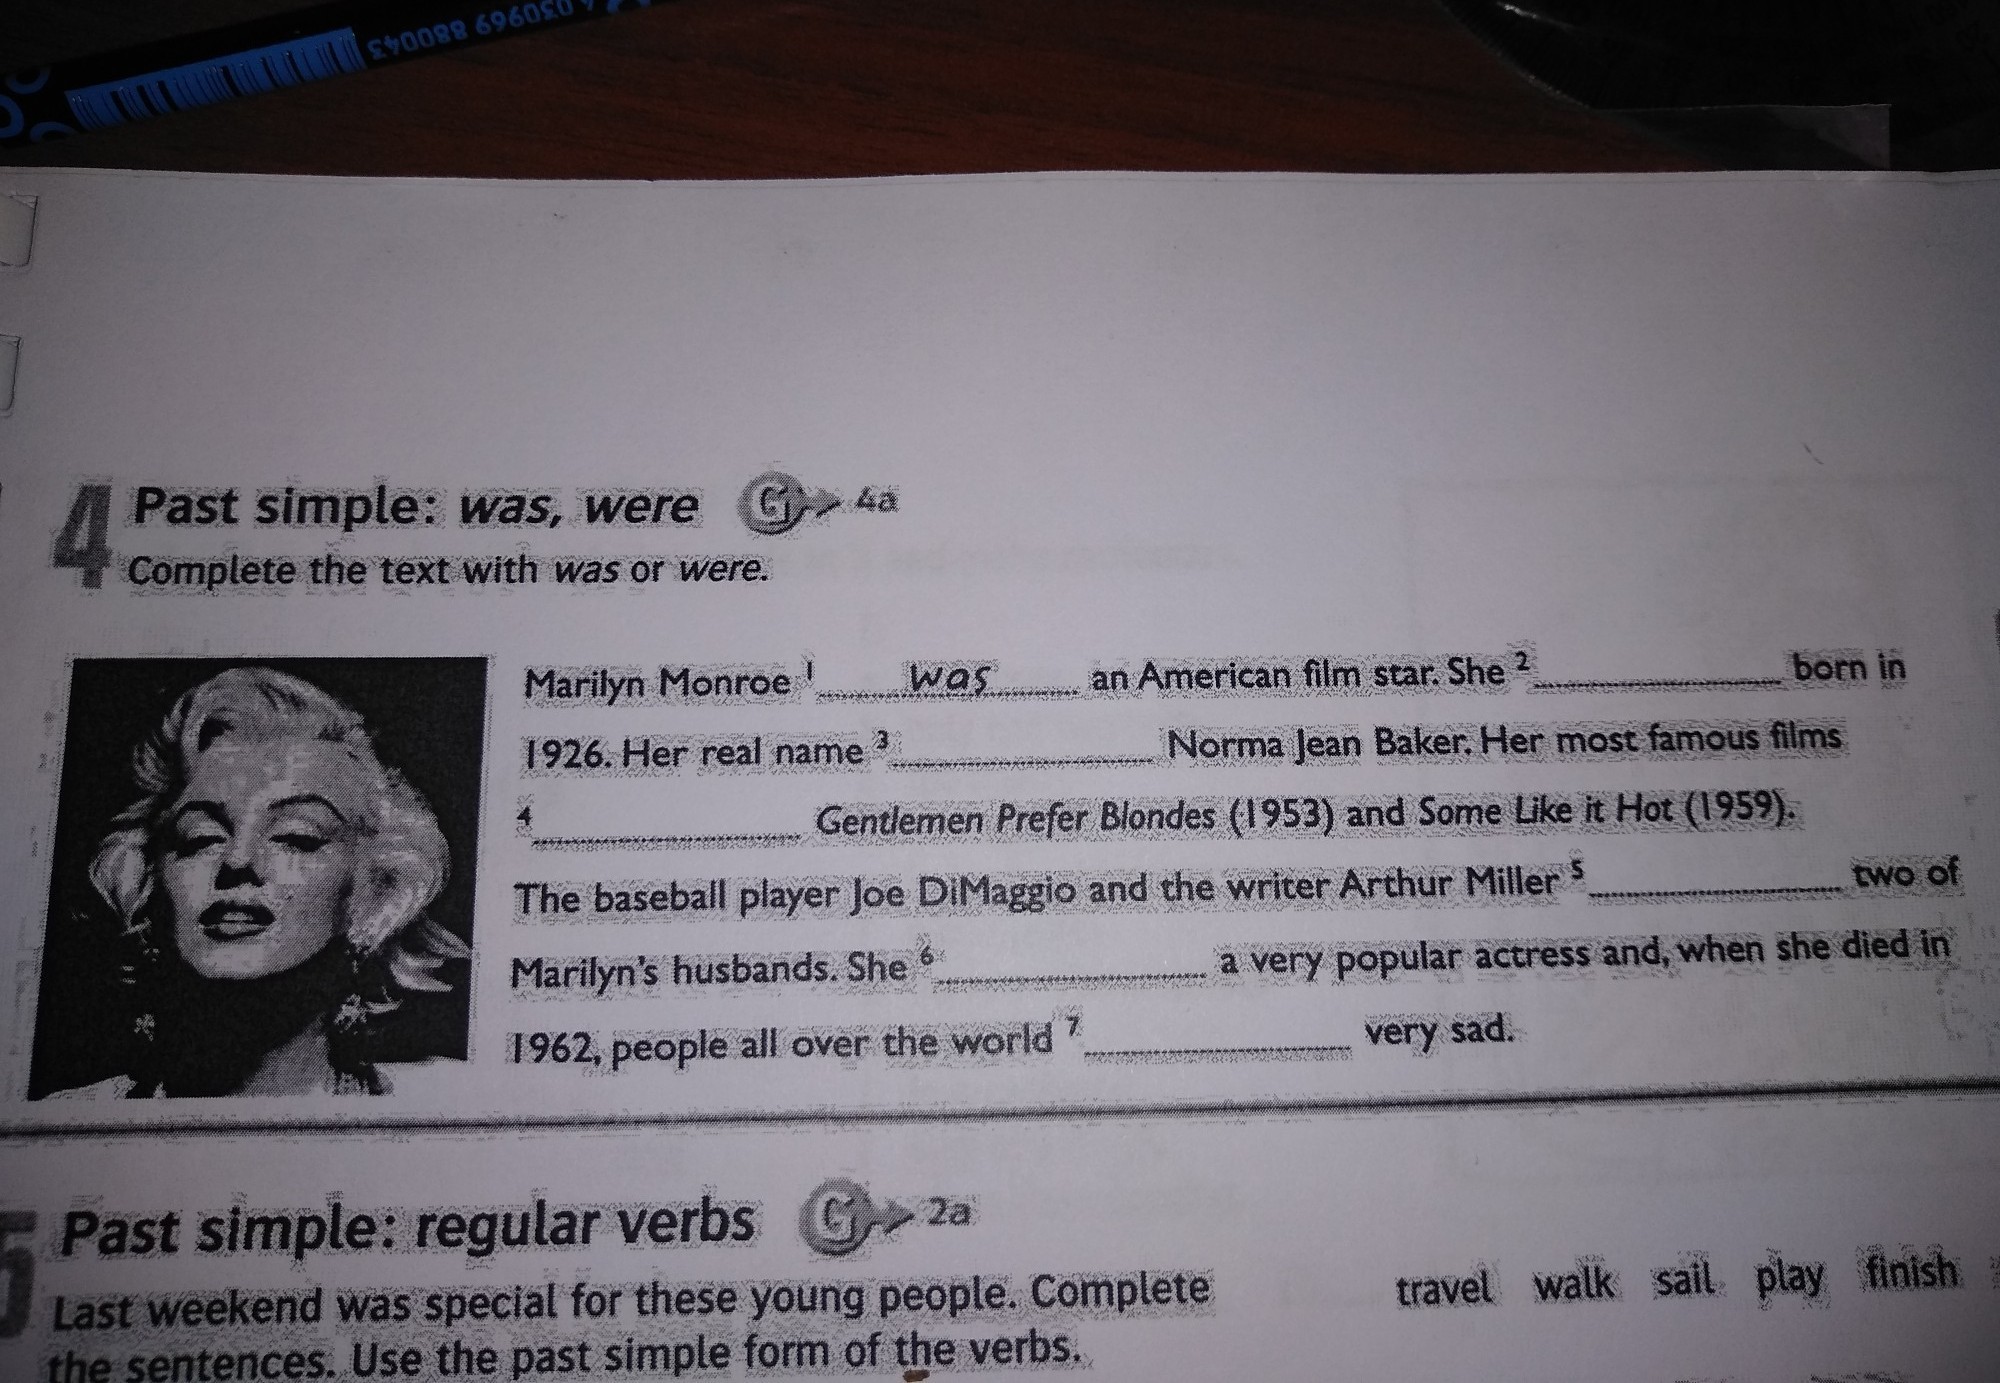 030969 880043
4 Past simple: was, were G 4a
Complete the text with was or were.
Marilyn Monroe 1 was an American film star. She 2 born in
1926. Her real name 3 Norma Jean Baker. Her most famous films
4 Gentlemen Prefer Blondes (1953) and Some Like it Hot (1959).
The baseball player Joe DiMaggio and the writer Arthur Miller 5 two of
Marilyn's husbands. She 6 a very popular actress and, when she died in
1962, people all over the world 7 very sad.
5 Past simple: regular verbs G 2a
Last weekend was special for these young people. Complete
the sentences. Use the past simple form of the verbs.
travel walk sail play finish